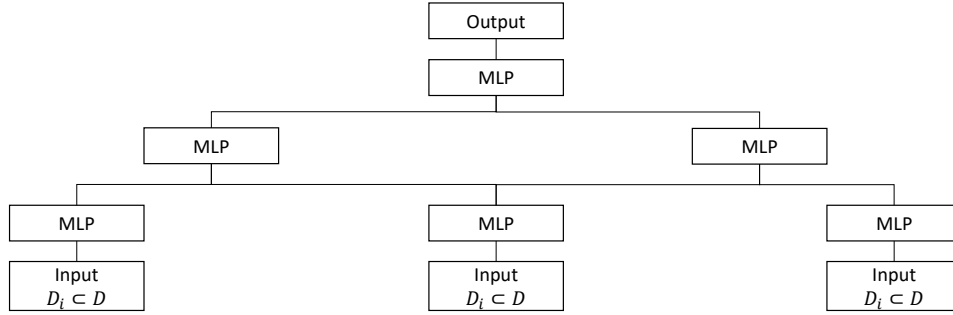 Output
MLP
MLP
MLP
MLP
MLP
MLP
Input
D_i ⊂ D
Input
D_i ⊂ D
Input
D_i ⊂ D